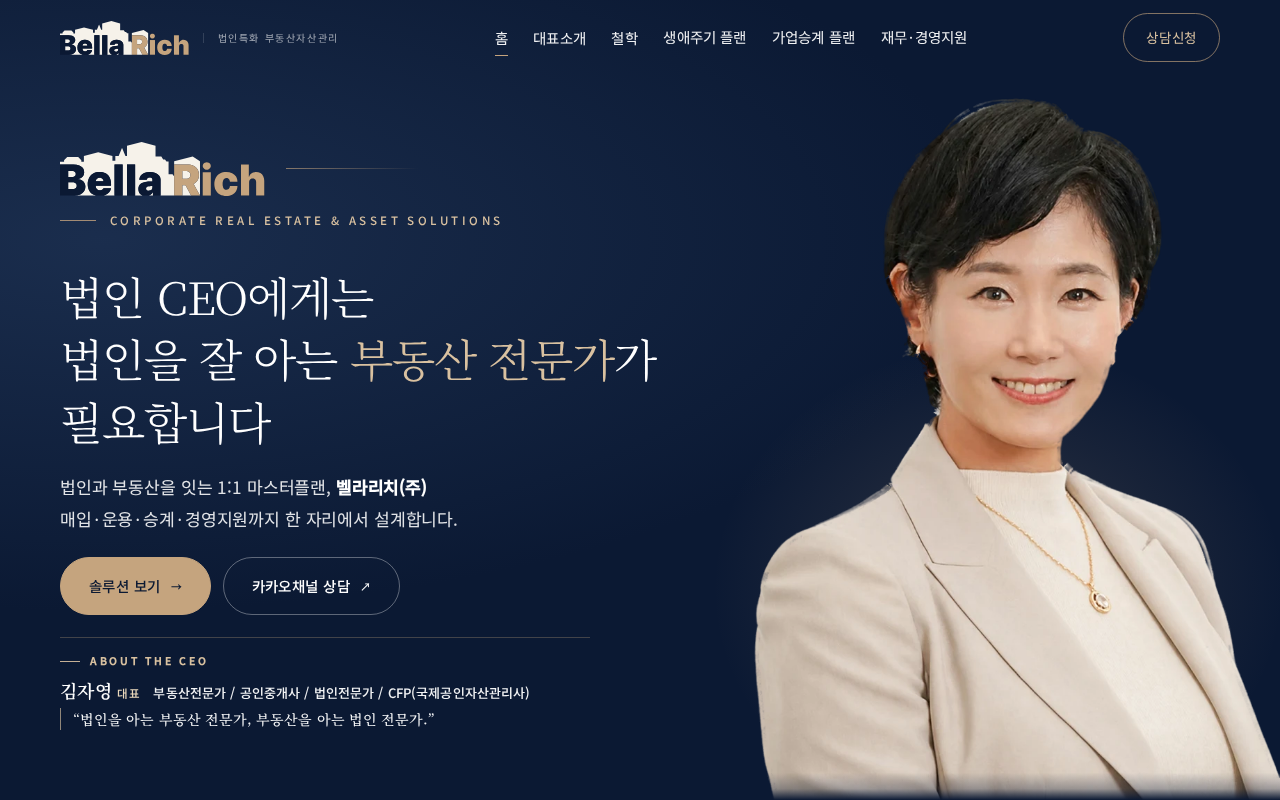 Bella Rich
법인특화 부동산자산관리
홈 대표소개 철학 생애주기 플랜 가업승계 플랜 재무·경영지원
상담신청
Bella Rich
CORPORATE REAL ESTATE & ASSET SOLUTIONS
법인 CEO에게는
법인을 잘 아는 부동산 전문가가
필요합니다
법인과 부동산을 잇는 1:1 마스터플랜, 벨라리치(주)
매입·운용·승계·경영지원까지 한 자리에서 설계합니다.
솔루션 보기 →
카카오채널 상담 ↗
ABOUT THE CEO
김자영 대표 부동산전문가 / 공인중개사 / 법인전문가 / CFP(국제공인자산관리사)
“법인을 아는 부동산 전문가, 부동산을 아는 법인 전문가.”